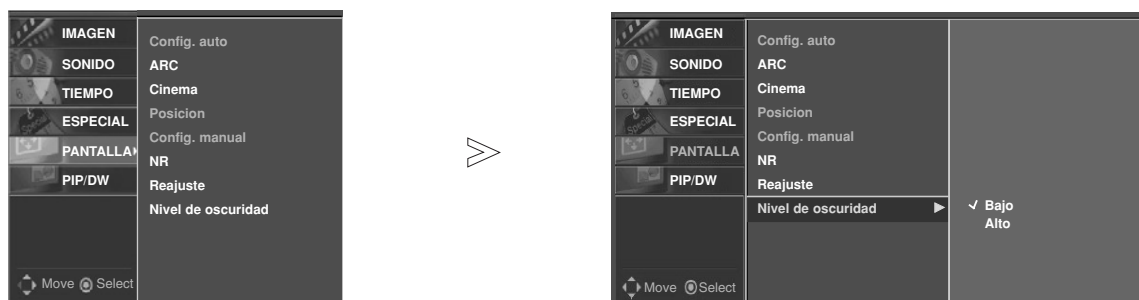 IMAGEN
SONIDO
TIEMPO
ESPECIAL
PANTALLA
PIP/DW
Config. auto
ARC
Cinema
Posicion
Config. manual
NR
Reajuste
Nivel de oscuridad
Move Select
IMAGEN
SONIDO
TIEMPO
ESPECIAL
PANTALLA
PIP/DW
Config. auto
ARC
Cinema
Posicion
Config. manual
NR
Reajuste
Nivel de oscuridad
Bajo
Alto
Move Select